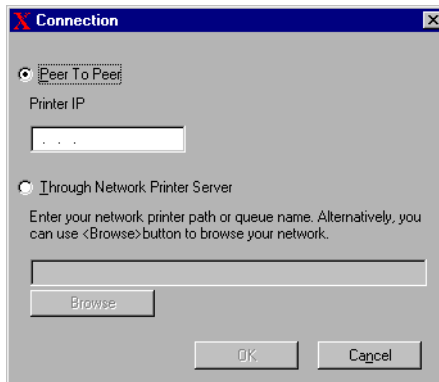 X Connection
Peer To Peer
Printer IP
. . .
Through Network Printer Server
Enter your network printer path or queue name. Alternatively, you
can use <Browse>button to browse your network.
Browse
OK Cancel